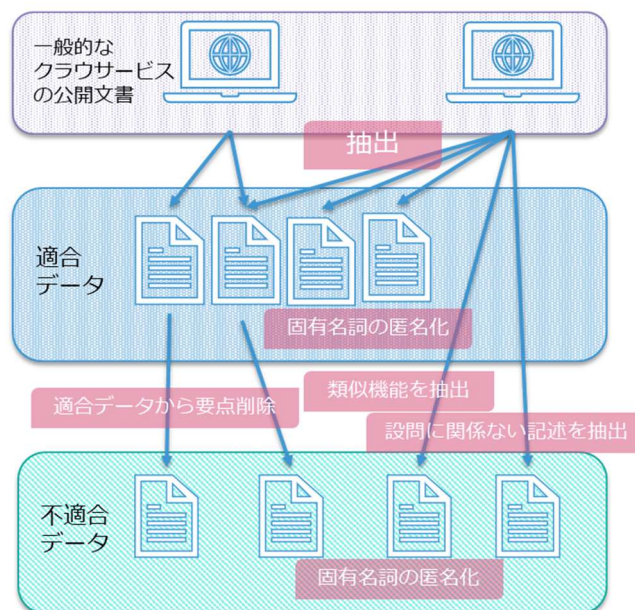 一般的な
クラウサービス
の公開文書
抽出
適合
データ
固有名詞の匿名化
類似機能を抽出
適合データから要点削除
設問に関係ない記述を抽出
不適合
データ
固有名詞の匿名化